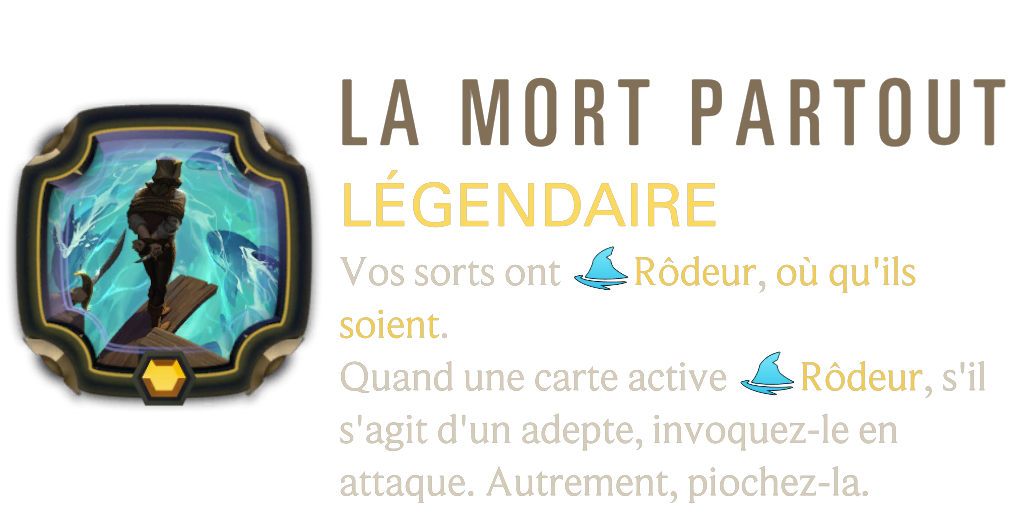 LA MORT PARTOUT
LÉGENDAIRE
Vos sorts ont Rôdeur, où qu'ils
soient.
Quand une carte active Rôdeur, s'il
s'agit d'un adepte, invoquez-le en
attaque. Autrement, piochez-la.